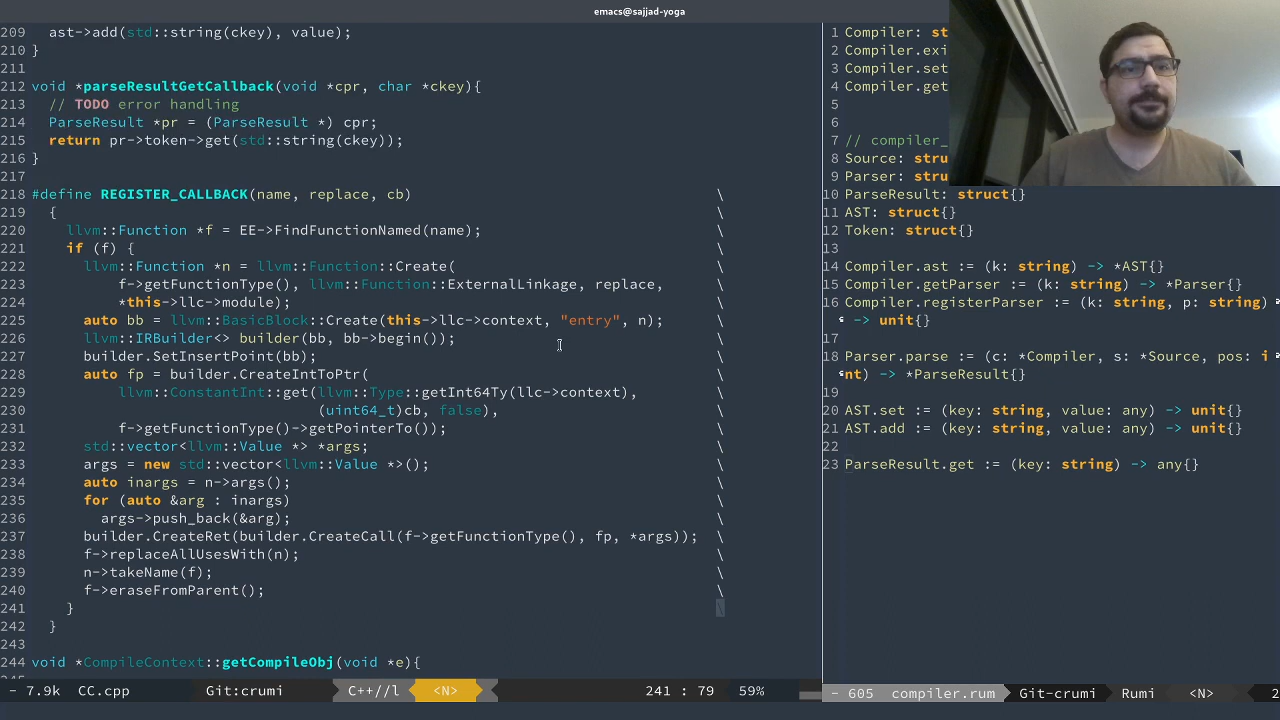 emacs@sajjad-yoga
209 ast->add(std::string(ckey), value);
210 }
211
212 void *parseResultGetCallback(void *cpr, char *ckey){
213 // TODO error handling
214 ParseResult *pr = (ParseResult *) cpr;
215 return pr->token->get(std::string(ckey));
216 }
217
218 #define REGISTER_CALLBACK(name, replace, cb) \
219 { \
220 llvm::Function *f = EE->FindFunctionNamed(name); \
221 if (f) { \
222 llvm::Function *n = llvm::Function::Create( \
223 f->getFunctionType(), llvm::Function::ExternalLinkage, replace, \
224 *this->llc->module); \
225 auto bb = llvm::BasicBlock::Create(this->llc->context, "entry", n); \
226 llvm::IRBuilder<> builder(bb, bb->begin()); \
227 builder.SetInsertPoint(bb); \
228 auto fp = builder.CreateIntToPtr( \
229 llvm::ConstantInt::get(llvm::Type::getInt64Ty(llc->context), \
230 (uint64_t)cb, false), \
231 f->getFunctionType()->getPointerTo()); \
232 std::vector<llvm::Value *> *args; \
233 args = new std::vector<llvm::Value *>(); \
234 auto inargs = n->args(); \
235 for (auto &arg : inargs) \
236 args->push_back(&arg); \
237 builder.CreateRet(builder.CreateCall(f->getFunctionType(), fp, *args)); \
238 f->replaceAllUsesWith(n); \
239 n->takeName(f); \
240 f->eraseFromParent(); \
241 } \
242 }
243
244 void *CompileContext::getCompileObj(void *e){
- 7.9k CC.cpp Git:crumi C++//l <N> 241 : 79 59%
1 Compiler: st
2 Compiler.exi
3 Compiler.set
4 Compiler.get
5
6
7 // compiler_
8 Source: stru
9 Parser: stru
10 ParseResult: struct{}
11 AST: struct{}
12 Token: struct{}
13
14 Compiler.ast := (k: string) -> *AST{}
15 Compiler.getParser := (k: string) -> *Parser{}
16 Compiler.registerParser := (k: string, p: string)
-> unit{}
17
18 Parser.parse := (c: *Compiler, s: *Source, pos: i
nt) -> *ParseResult{}
19
20 AST.set := (key: string, value: any) -> unit{}
21 AST.add := (key: string, value: any) -> unit{}
22
23 ParseResult.get := (key: string) -> any{}
- 605 compiler.rum Git-crumi Rumi <N> 2